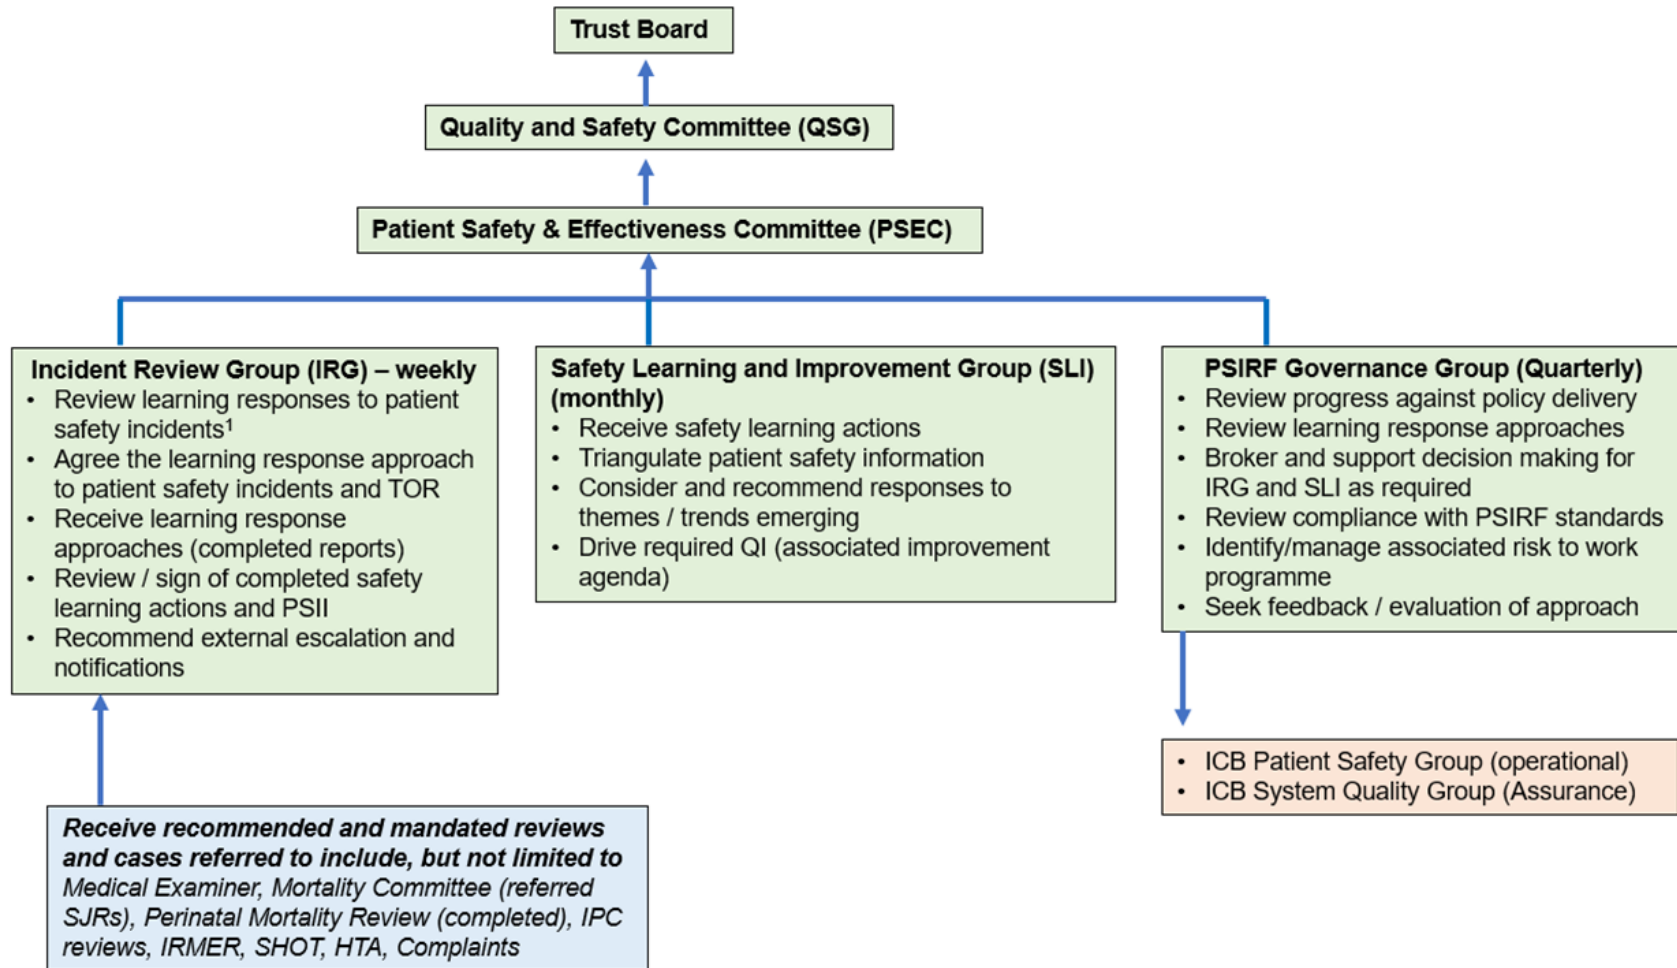 Trust Board
Quality and Safety Committee (QSG)
Patient Safety & Effectiveness Committee (PSEC)
Incident Review Group (IRG) – weekly
• Review learning responses to patient
safety incidents¹
• Agree the learning response approach
to patient safety incidents and TOR
• Receive learning response
approaches (completed reports)
• Review / sign of completed safety
learning actions and PSII
• Recommend external escalation and
notifications
Safety Learning and Improvement Group (SLI)
(monthly)
• Receive safety learning actions
• Triangulate patient safety information
• Consider and recommend responses to
themes / trends emerging
• Drive required QI (associated improvement
agenda)
PSIRF Governance Group (Quarterly)
• Review progress against policy delivery
• Review learning response approaches
• Broker and support decision making for
IRG and SLI as required
• Review compliance with PSIRF standards
• Identify/manage associated risk to work
programme
• Seek feedback / evaluation of approach
• ICB Patient Safety Group (operational)
• ICB System Quality Group (Assurance)
Receive recommended and mandated reviews
and cases referred to include, but not limited to
Medical Examiner, Mortality Committee (referred
SJRs), Perinatal Mortality Review (completed), IPC
reviews, IRMER, SHOT, HTA, Complaints